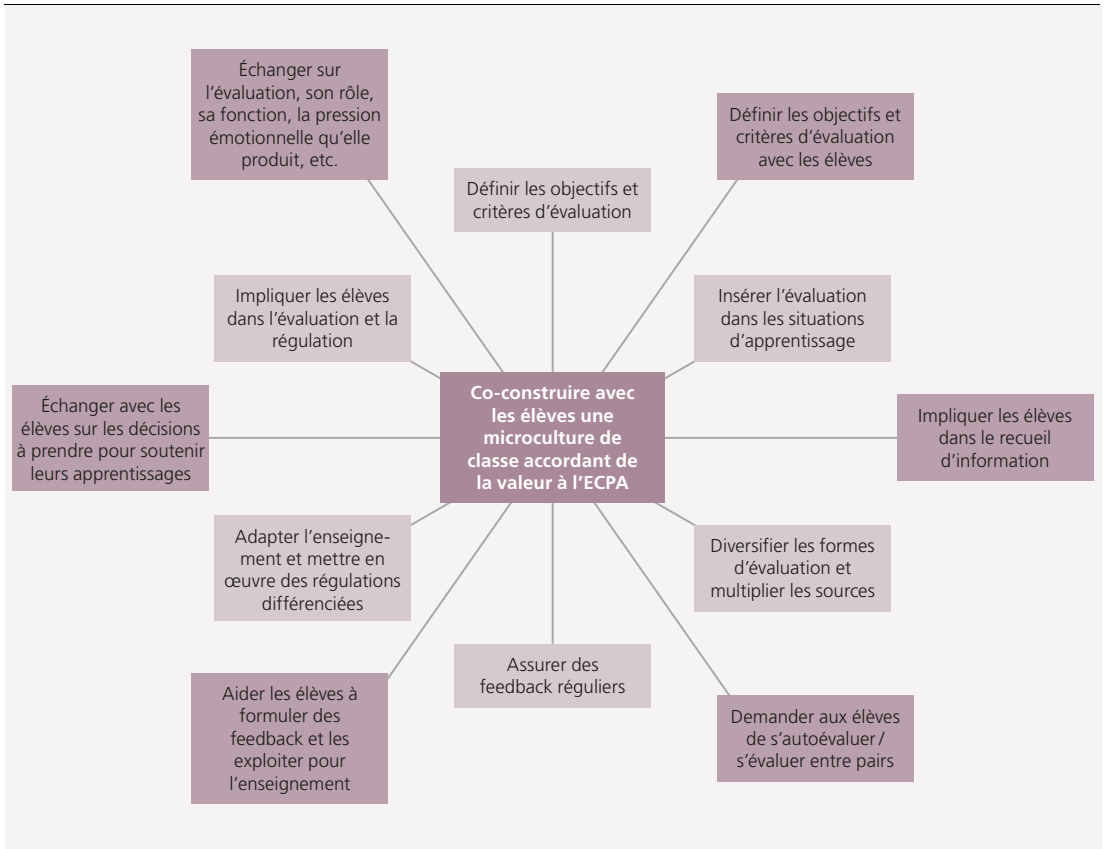 Échanger sur
l'évaluation, son rôle,
sa fonction, la pression
émotionnelle qu'elle
produit, etc.
Définir les objectifs et
critères d'évaluation
avec les élèves
Définir les objectifs et
critères d'évaluation
Impliquer les élèves
dans l'évaluation et la
régulation
Insérer l'évaluation
dans les situations
d'apprentissage
Échanger avec les
élèves sur les décisions
à prendre pour soutenir
leurs apprentissages
Co-construire avec
les élèves une
microculture de
classe accordant de
la valeur à l'ECPA
Impliquer les élèves
dans le recueil
d'information
Adapter l'enseigne-
ment et mettre en
œuvre des régulations
différenciées
Diversifier les formes
d'évaluation et
multiplier les sources
Assurer des
feedback réguliers
Aider les élèves à
formuler des
feedback et les
exploiter pour
l'enseignement
Demander aux élèves
de s'autoévaluer /
s'évaluer entre pairs